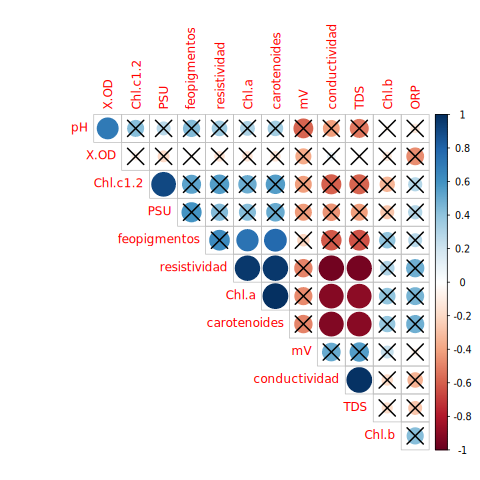 X.OD
Chl.c1.2
PSU
feopigmentos
resistividad
Chl.a
carotenoides
mV
conductividad
TDS
Chl.b
ORP
pH
X.OD
Chl.c1.2
PSU
feopigmentos
resistividad
Chl.a
carotenoides
mV
conductividad
TDS
Chl.b
1
0.8
0.6
0.4
0.2
0
-0.2
-0.4
-0.6
-0.8
-1